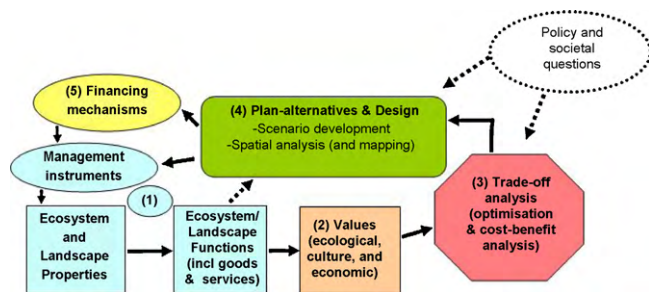 Policy and
societal
questions
(5) Financing
mechanisms
(4) Plan-alternatives & Design
-Scenario development
-Spatial analysis (and mapping)
Management
instruments
(1)
Ecosystem
and
Landscape
Properties
Ecosystem/
Landscape
Functions
(incl goods
& services)
(2) Values
(ecological,
culture, and
economic)
(3) Trade-off
analysis
(optimisation
& cost-benefit
analysis)